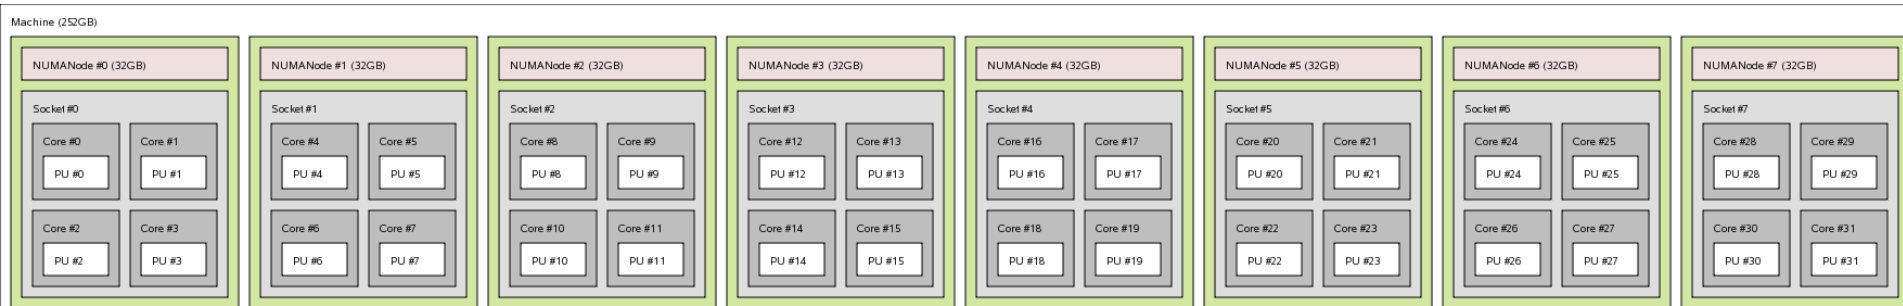 Machine (252GB)
NUMANode #0 (32GB) NUMANode #1 (32GB) NUMANode #2 (32GB) NUMANode #3 (32GB) NUMANode #4 (32GB) NUMANode #5 (32GB) NUMANode #6 (32GB) NUMANode #7 (32GB)
Socket #0 Socket #1 Socket #2 Socket #3 Socket #4 Socket #5 Socket #6 Socket #7
Core #0 Core #1 Core #4 Core #5 Core #8 Core #9 Core #12 Core #13 Core #16 Core #17 Core #20 Core #21 Core #24 Core #25 Core #28 Core #29
PU #0 PU #1 PU #4 PU #5 PU #8 PU #9 PU #12 PU #13 PU #16 PU #17 PU #20 PU #21 PU #24 PU #25 PU #28 PU #29
Core #2 Core #3 Core #6 Core #7 Core #10 Core #11 Core #14 Core #15 Core #18 Core #19 Core #22 Core #23 Core #26 Core #27 Core #30 Core #31
PU #2 PU #3 PU #6 PU #7 PU #10 PU #11 PU #14 PU #15 PU #18 PU #19 PU #22 PU #23 PU #26 PU #27 PU #30 PU #31